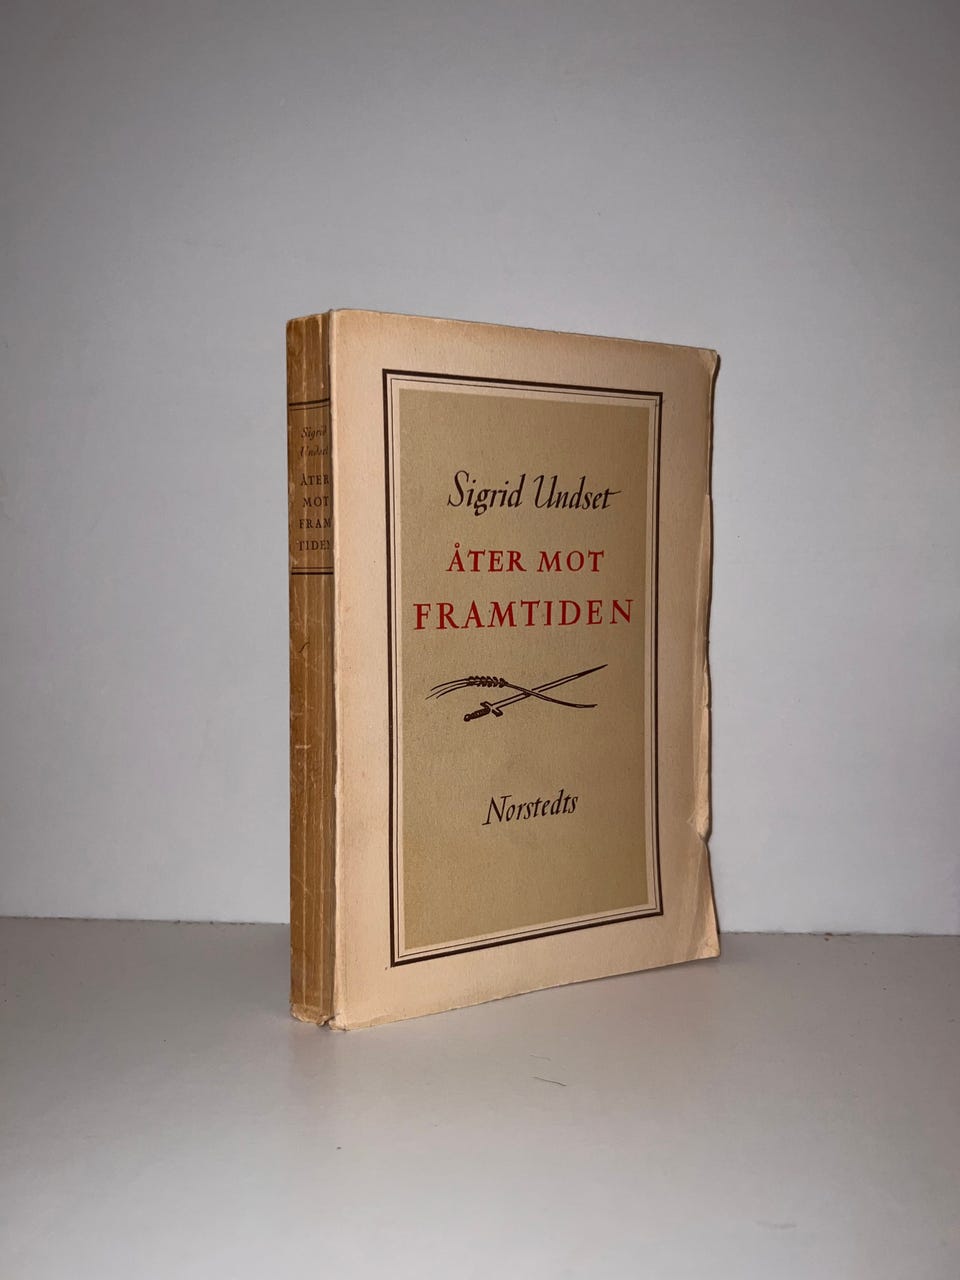 Sigrid
Undset
ÅTER
MOT
FRAM
TIDEN
Sigrid Undset
ÅTER MOT
FRAMTIDEN
Norstedts